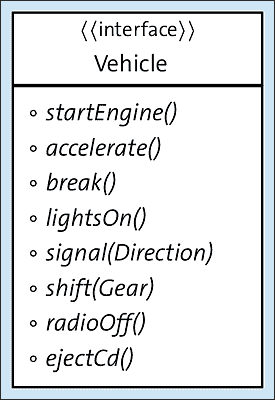 ⟨⟨interface⟩⟩
Vehicle
startEngine()
accelerate()
break()
lightsOn()
signal(Direction)
shift(Gear)
radioOff()
ejectCd()